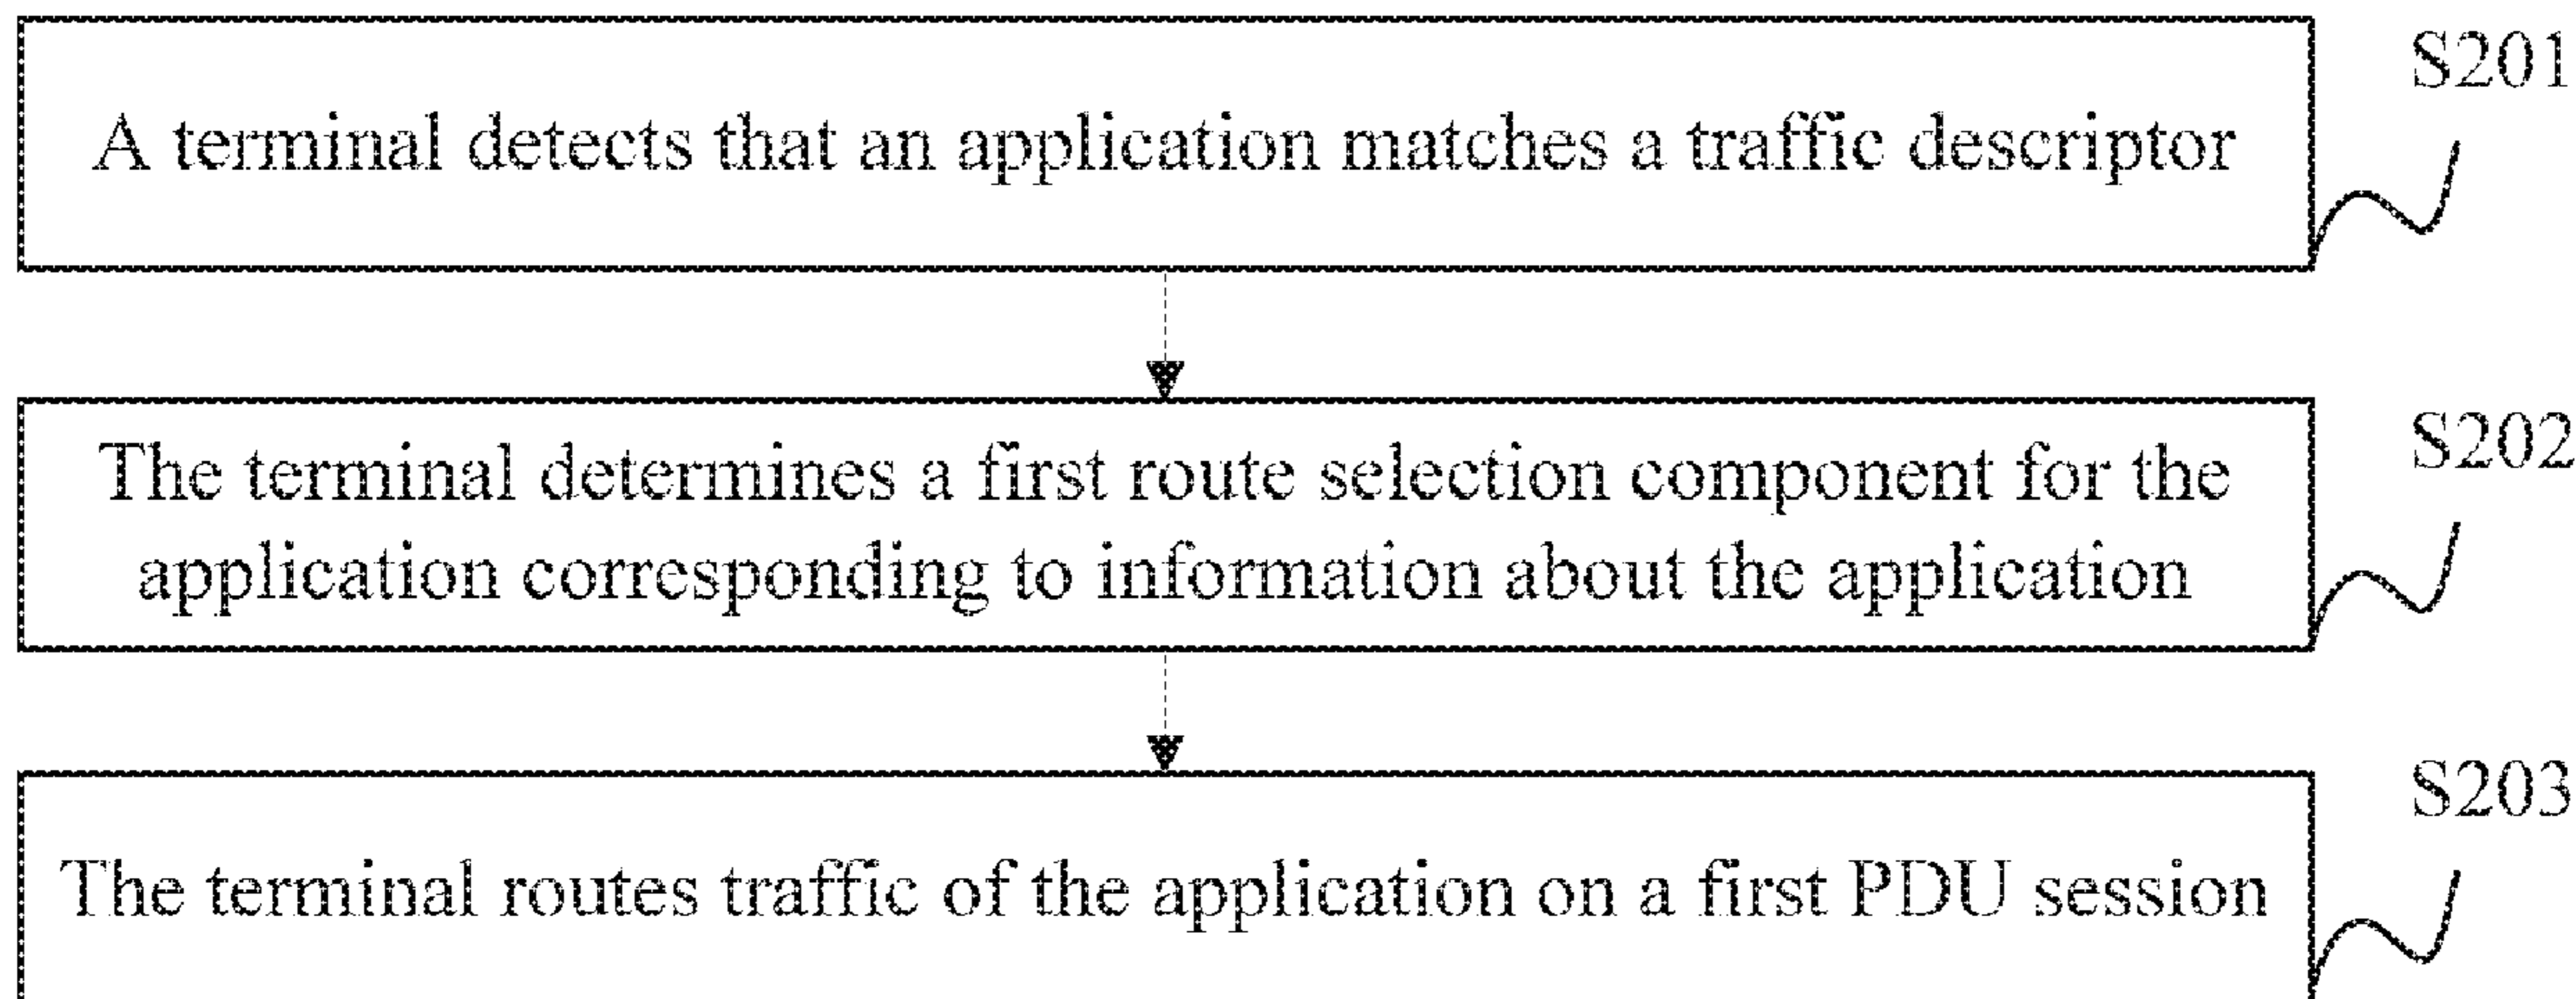 A terminal detects that an application matches a traffic descriptor
S201
The terminal determines a first route selection component for the
application corresponding to information about the application
S202
The terminal routes traffic of the application on a first PDU session
S203